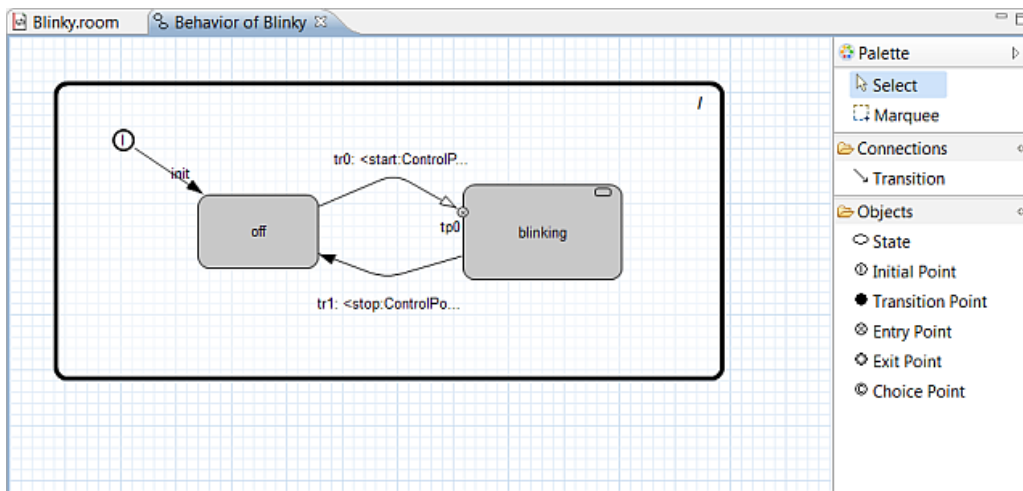 Blinky.room
Behavior of Blinky
/
init
off
tr0: <start:ControlP...
tp0
blinking
tr1: <stop:ControlPo...
Palette
Select
Marquee
Connections
Transition
Objects
State
Initial Point
Transition Point
Entry Point
Exit Point
Choice Point